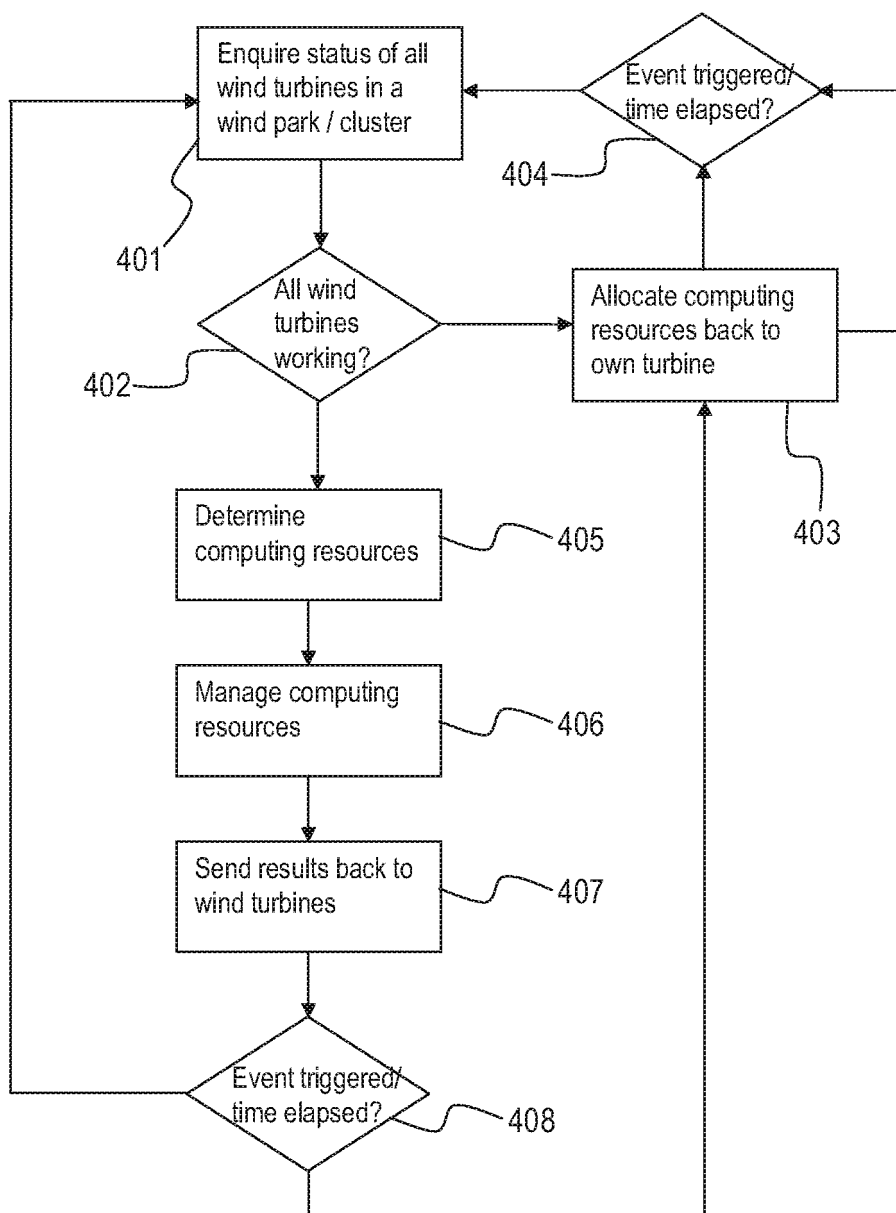 Enquire status of all
wind turbines in a
wind park / cluster
401
Event triggered/
time elapsed?
404
All wind
turbines
working?
402
Allocate computing
resources back to
own turbine
403
Determine
computing resources
405
Manage computing
resources
406
Send results back to
wind turbines
407
Event triggered/
time elapsed?
408